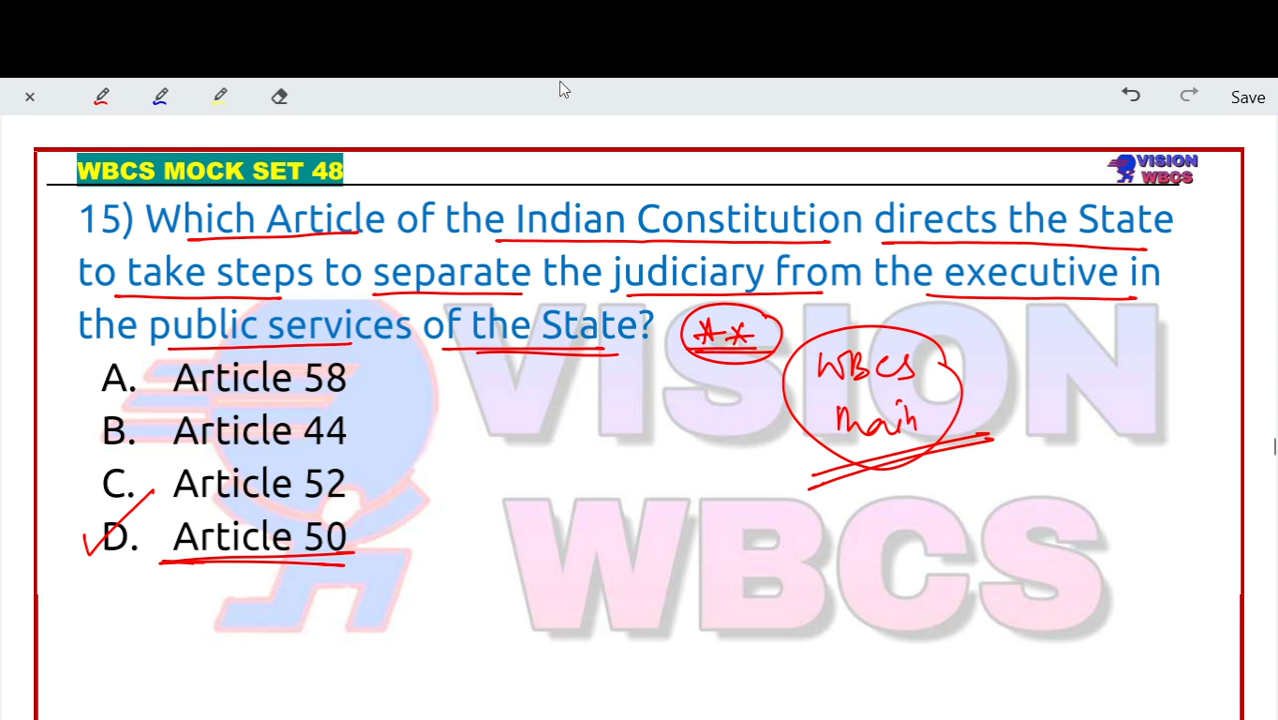 Save
WBCS MOCK SET 48
VISION
WBCS
15) Which Article of the Indian Constitution directs the State
to take steps to separate the judiciary from the executive in
the public services of the State?
WBCS
Main
A. Article 58
B. Article 44
C. Article 52
D. Article 50
VISION
WBCS